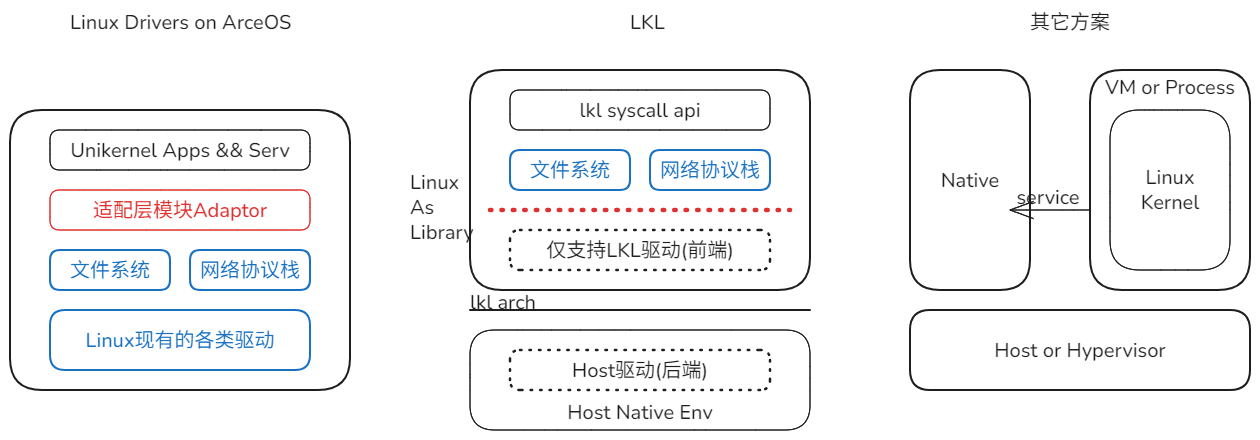 Linux Drivers on ArceOS
Unikernel Apps && Serv
适配层模块Adaptor
文件系统
网络协议栈
Linux现有的各类驱动
LKL
lkl syscall api
文件系统
网络协议栈
Linux
As
Library
仅支持LKL驱动(前端)
lkl arch
Host驱动(后端)
Host Native Env
其它方案
Native
service
VM or Process
Linux
Kernel
Host or Hypervisor